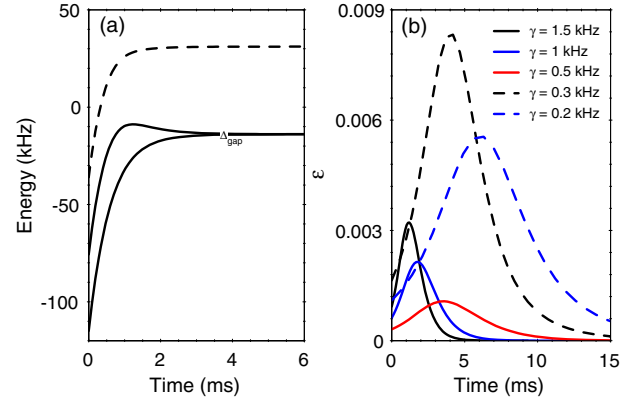 (a)
50
0
-50
-100
Energy (kHz)
Δgap
0
2
4
6
Time (ms)
(b)
0.009
0.006
0.003
0
ε
γ = 1.5 kHz
γ = 1 kHz
γ = 0.5 kHz
γ = 0.3 kHz
γ = 0.2 kHz
0
5
10
15
Time (ms)